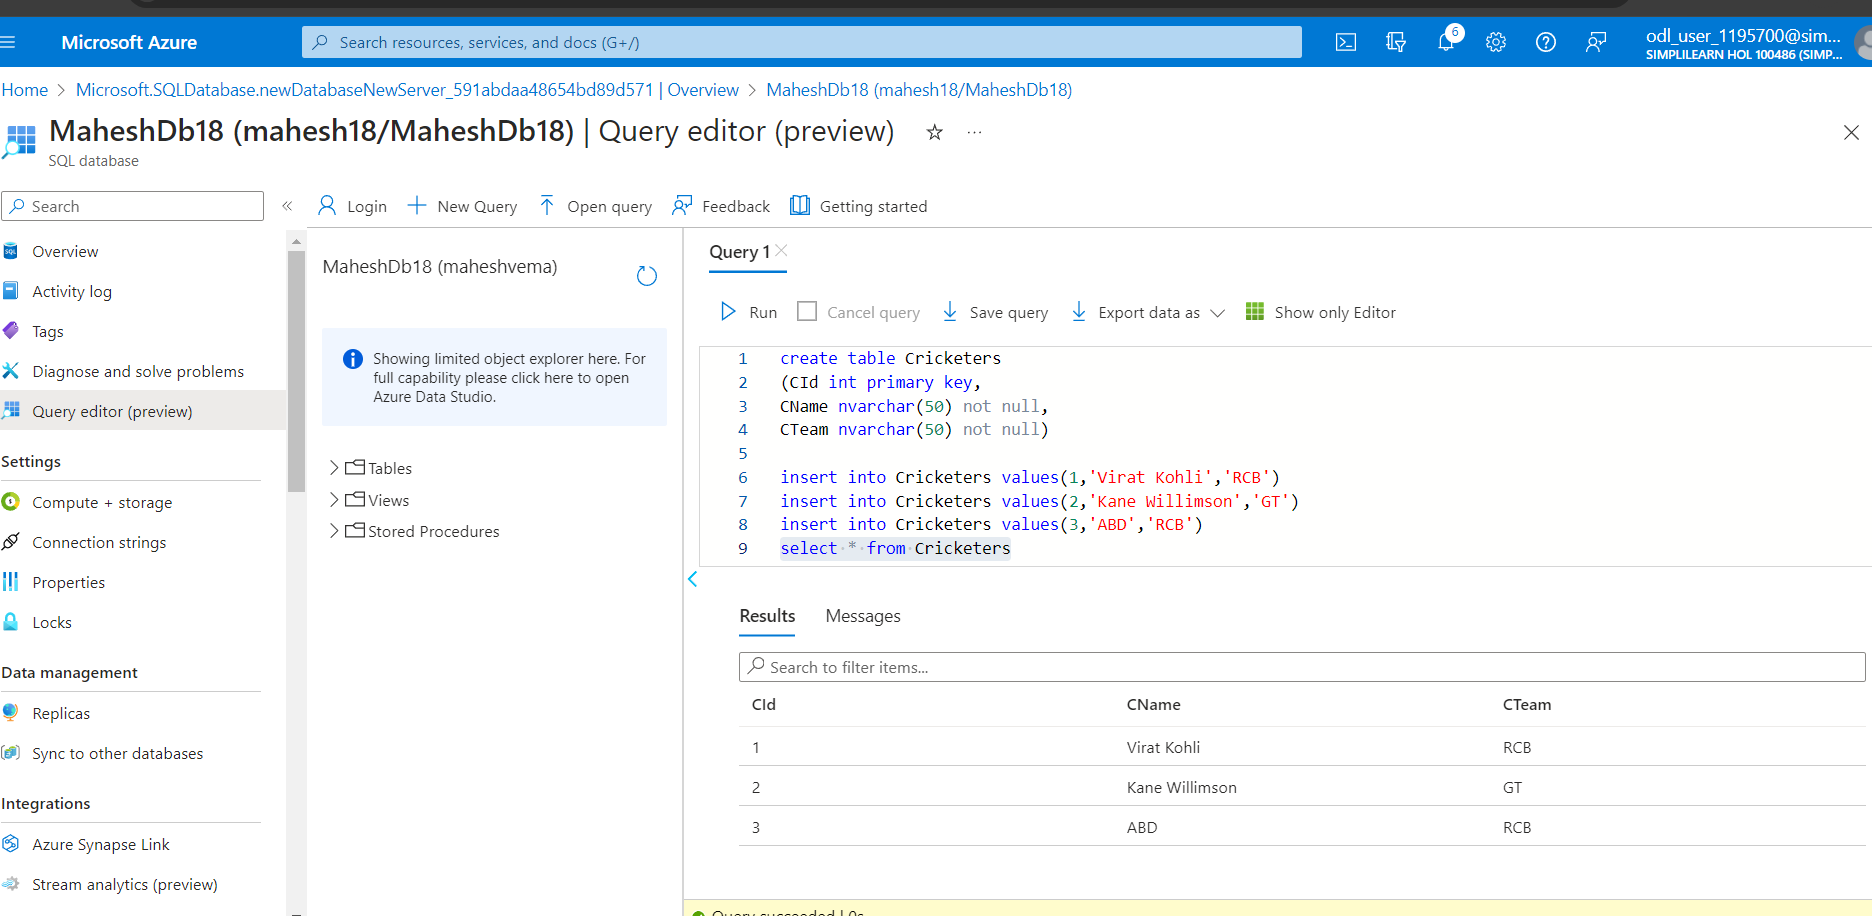 Microsoft Azure
Search resources, services, and docs (G+/)
6
odl_user_1195700@sim...
SIMPLILEARN HOL 100486 (SIMP...
Home > Microsoft.SQLDatabase.newDatabaseNewServer_591abdaa48654bd89d571 | Overview > MaheshDb18 (mahesh18/MaheshDb18)
MaheshDb18 (mahesh18/MaheshDb18) | Query editor (preview)
SQL database
Search
Login
New Query
Open query
Feedback
Getting started
Overview
Activity log
Tags
Diagnose and solve problems
Query editor (preview)
Settings
Compute + storage
Connection strings
Properties
Locks
Data management
Replicas
Sync to other databases
Integrations
Azure Synapse Link
Stream analytics (preview)
MaheshDb18 (maheshvema)
Showing limited object explorer here. For
full capability please click here to open
Azure Data Studio.
Tables
Views
Stored Procedures
Query 1
Run
Cancel query
Save query
Export data as
Show only Editor
1 create table Cricketers
2 (CId int primary key,
3 CName nvarchar(50) not null,
4 CTeam nvarchar(50) not null)
5
6 insert into Cricketers values(1,'Virat Kohli','RCB')
7 insert into Cricketers values(2,'Kane Willimson','GT')
8 insert into Cricketers values(3,'ABD','RCB')
9 select * from Cricketers
Results
Messages
Search to filter items...
CId CName CTeam
1 Virat Kohli RCB
2 Kane Willimson GT
3 ABD RCB
Query succeeded | 0s